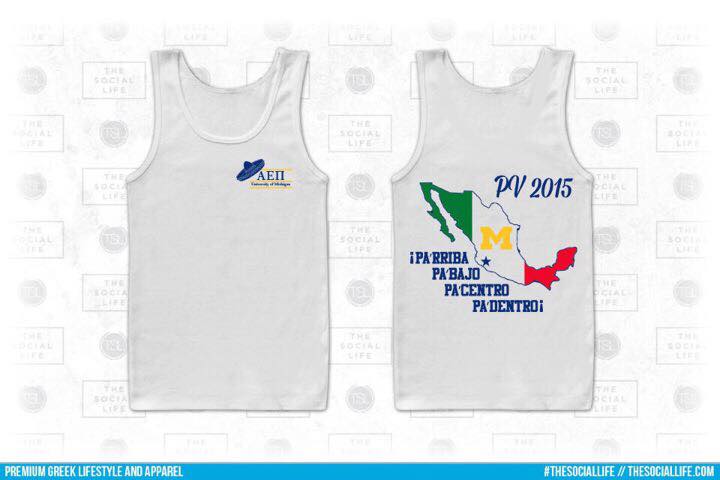 ΑΕΠ
University of Michigan
PV 2015
M
¡PA'RRIBA
PA'BAJO
PA'CENTRO
PA'DENTRO¡
THE
SOCIAL
LIFE
TSL
PREMIUM GREEK LIFESTYLE AND APPAREL
#THESOCIALLIFE // THESOCIALLIFE.COM